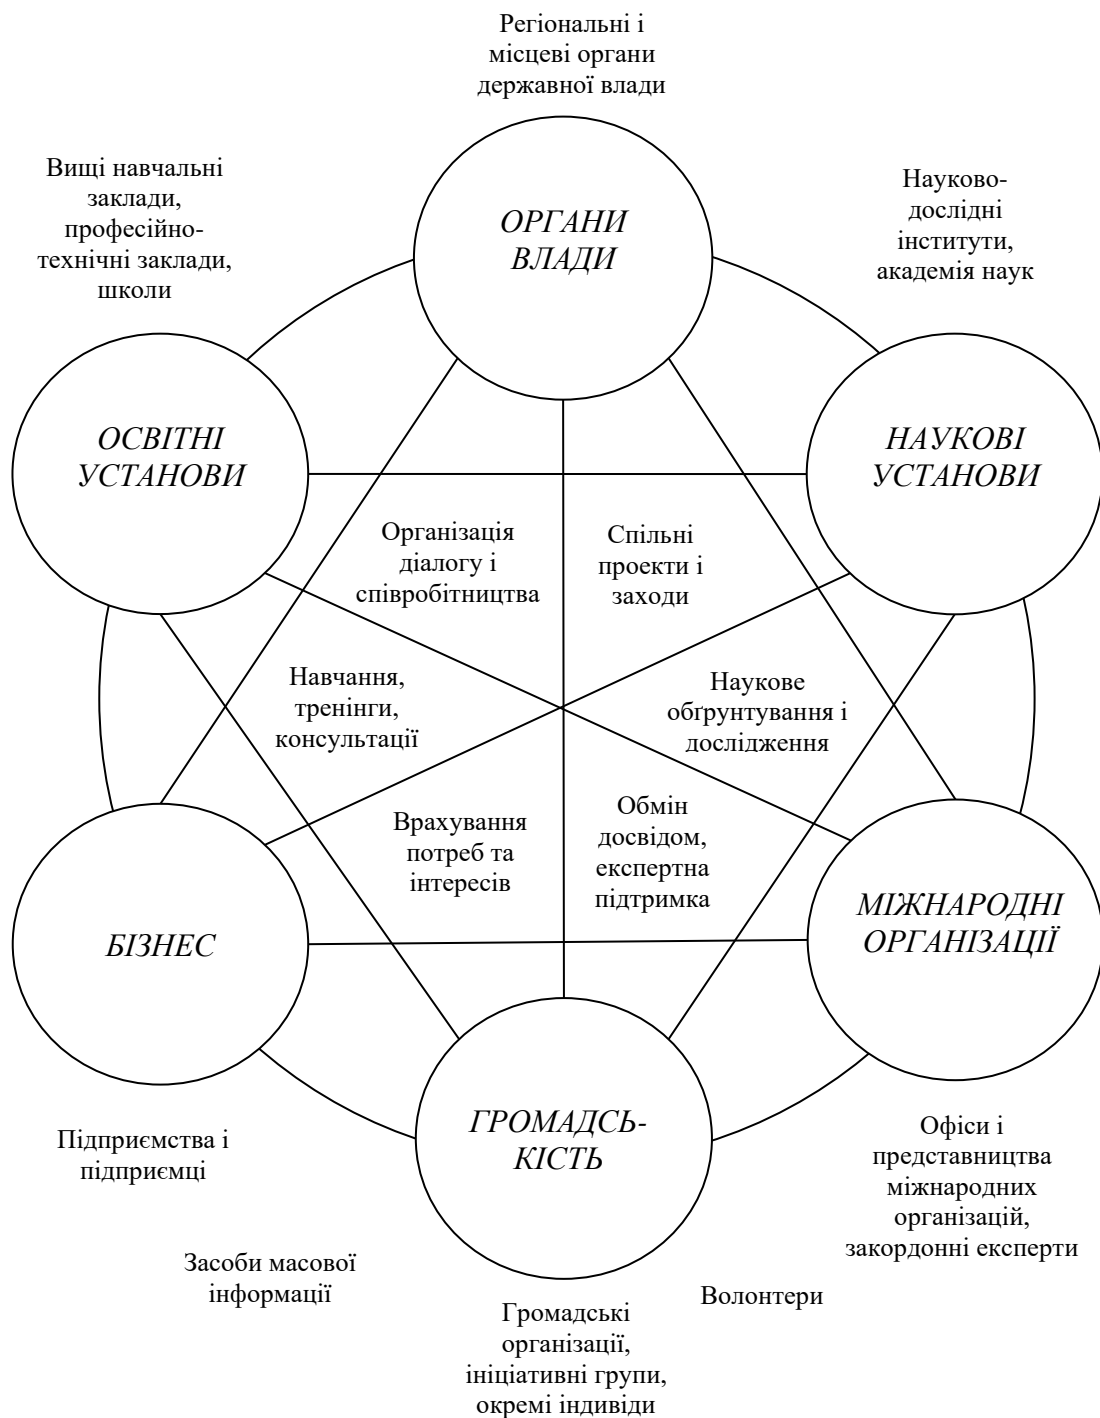 Регіональні і
місцеві органи
державної влади
Вищі навчальні
заклади,
професійно-
технічні заклади,
школи
Науково-
дослідні
інститути,
академія наук
ОРГАНИ
ВЛАДИ
ОСВІТНІ
УСТАНОВИ
НАУКОВІ
УСТАНОВИ
Організація
діалогу і
співробітництва
Спільні
проекти і
заходи
Навчання,
тренінги,
консультації
Наукове
обґрунтування і
дослідження
Врахування
потреб та
інтересів
Обмін
досвідом,
експертна
підтримка
БІЗНЕС
МІЖНАРОДНІ
ОРГАНІЗАЦІЇ
ГРОМАДСЬ-
КІСТЬ
Підприємства і
підприємці
Офіси і
представництва
міжнародних
організацій,
закордонні експерти
Засоби масової
інформації
Волонтери
Громадські
організації,
ініціативні групи,
окремі індивіди